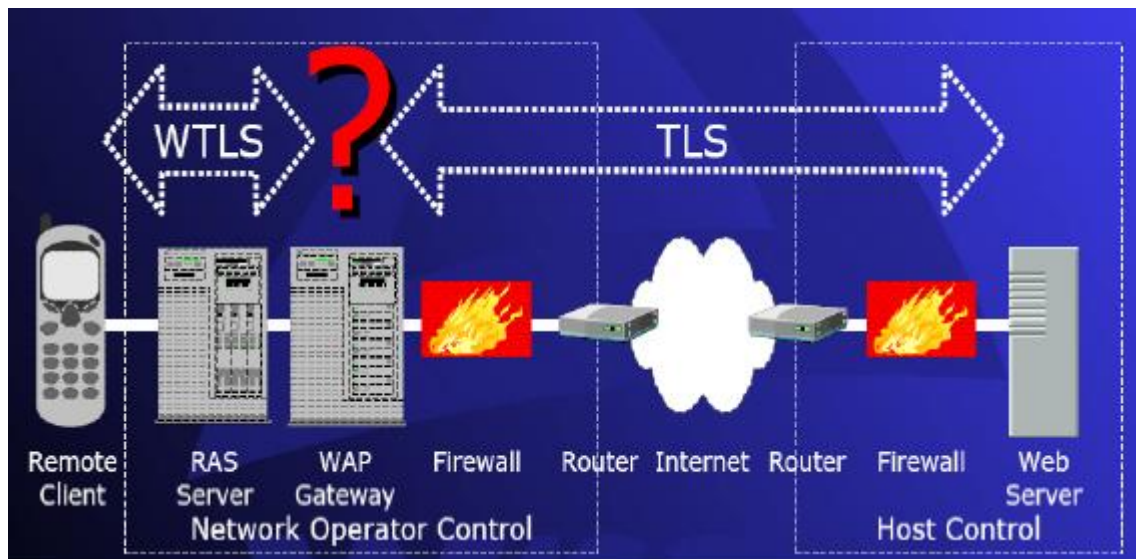 WTLS
?
TLS
Remote
Client
RAS
Server
WAP
Gateway
Firewall
Router
Internet
Router
Firewall
Web
Server
Network Operator Control
Host Control